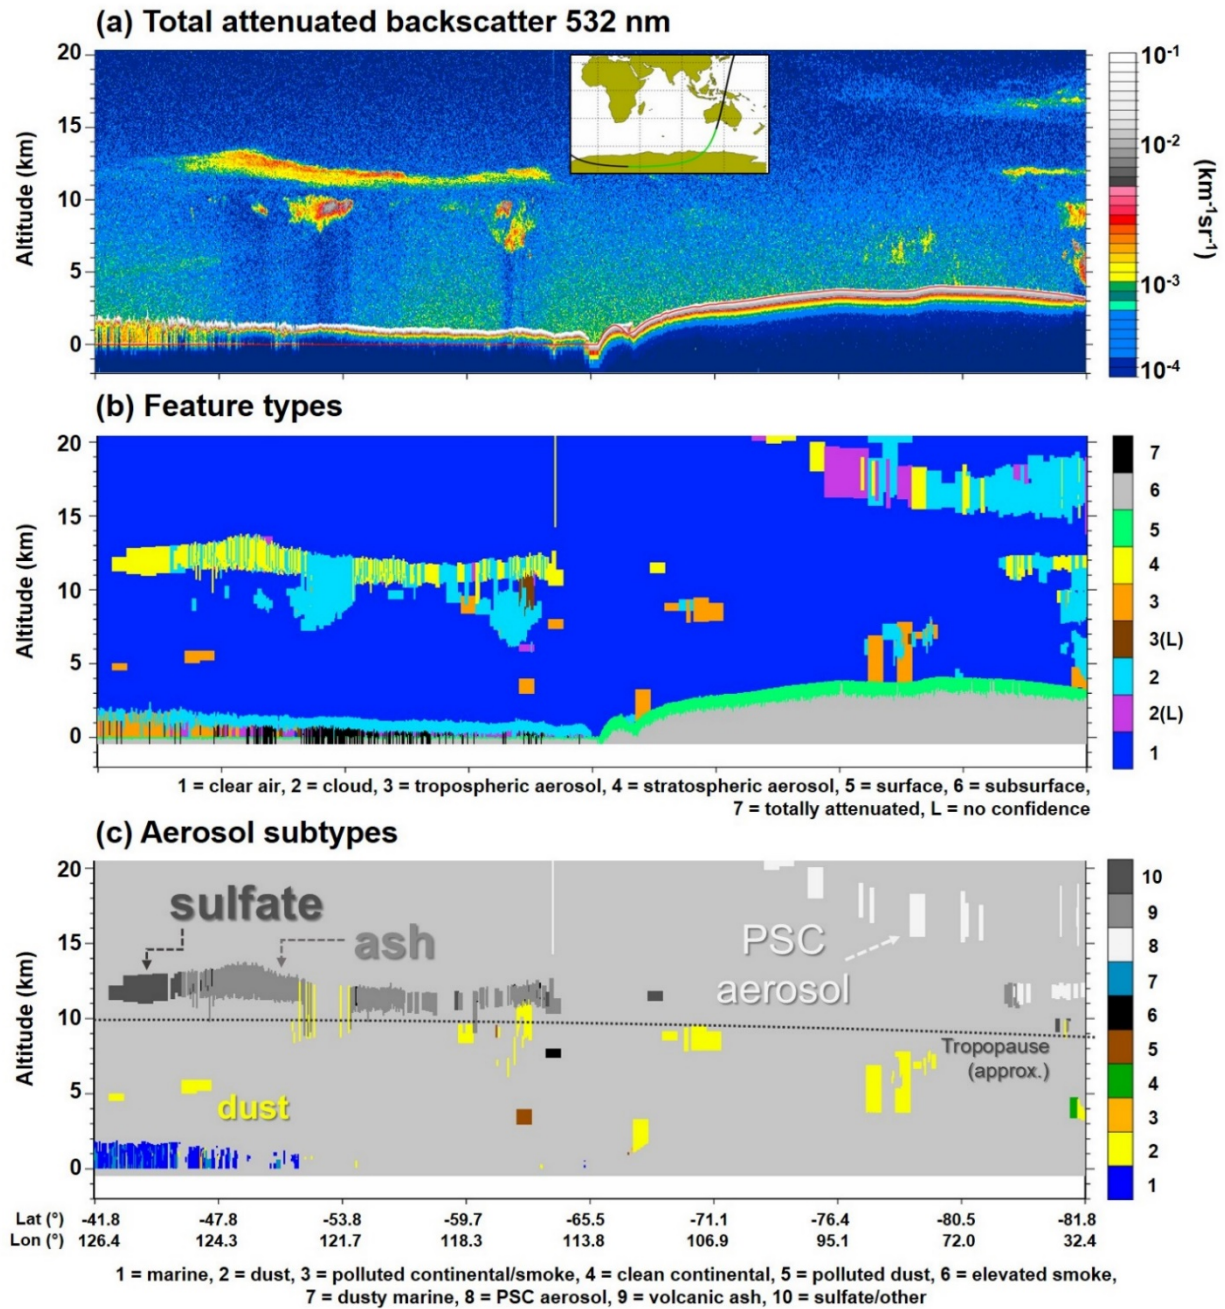 (a) Total attenuated backscatter 532 nm
20
15
10
5
0
Altitude (km)
10-1
10-2
10-3
10-4
(km-1sr-1)
(b) Feature types
20
15
10
5
0
Altitude (km)
7
6
5
4
3
3(L)
2
2(L)
1
1 = clear air, 2 = cloud, 3 = tropospheric aerosol, 4 = stratospheric aerosol, 5 = surface, 6 = subsurface,
7 = totally attenuated, L = no confidence
(c) Aerosol subtypes
20
15
10
5
0
Altitude (km)
sulfate
ash
PSC
aerosol
Tropopause
(approx.)
dust
10
9
8
7
6
5
4
3
2
1
Lat (°) -41.8 -47.8 -53.8 -59.7 -65.5 -71.1 -76.4 -80.5 -81.8
Lon (°) 126.4 124.3 121.7 118.3 113.8 106.9 95.1 72.0 32.4
1 = marine, 2 = dust, 3 = polluted continental/smoke, 4 = clean continental, 5 = polluted dust, 6 = elevated smoke,
7 = dusty marine, 8 = PSC aerosol, 9 = volcanic ash, 10 = sulfate/other